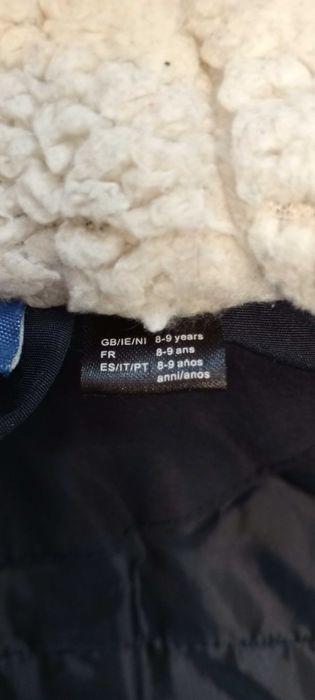 GB/IE/NI 8-9 years
FR 8-9 ans
ES/IT/PT 8-9 años
anni/anos